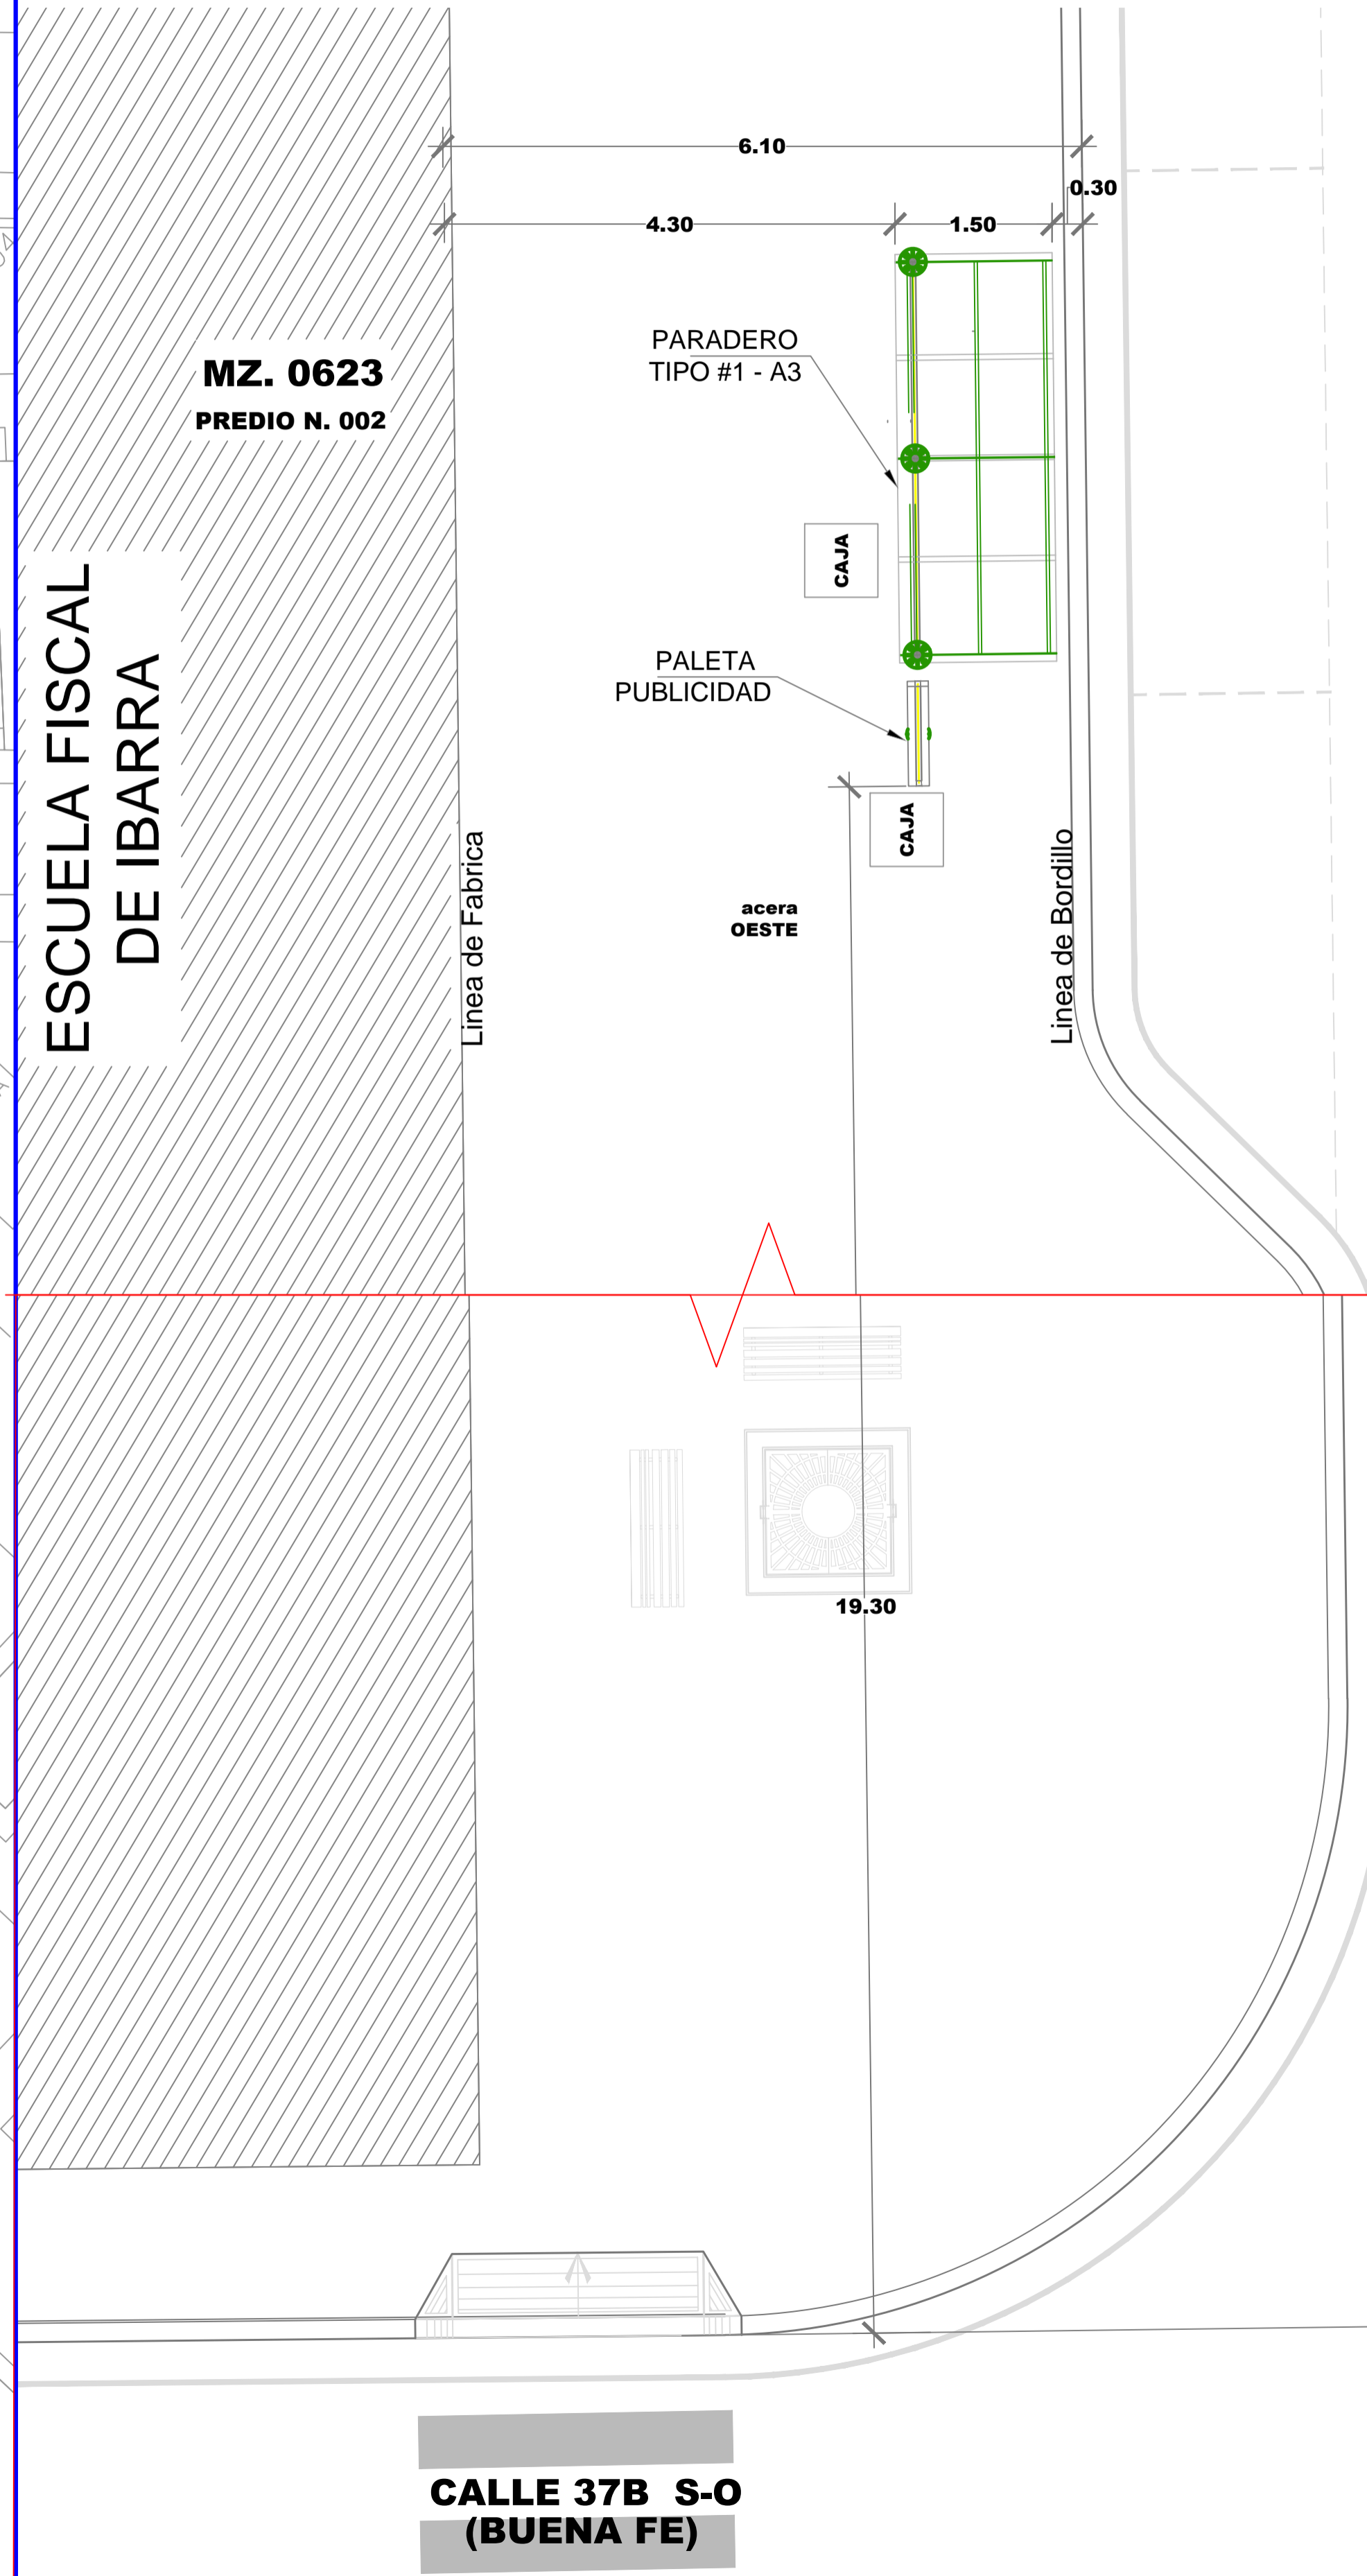 6.10
0.30
4.30
1.50
PARADERO
TIPO #1 - A3
MZ. 0623
PREDIO N. 002
CAJA
ESCUELA FISCAL
DE IBARRA
PALETA
PUBLICIDAD
CAJA
Linea de Fabrica
Linea de Bordillo
acera
OESTE
19.30
CALLE 37B S-O
(BUENA FE)